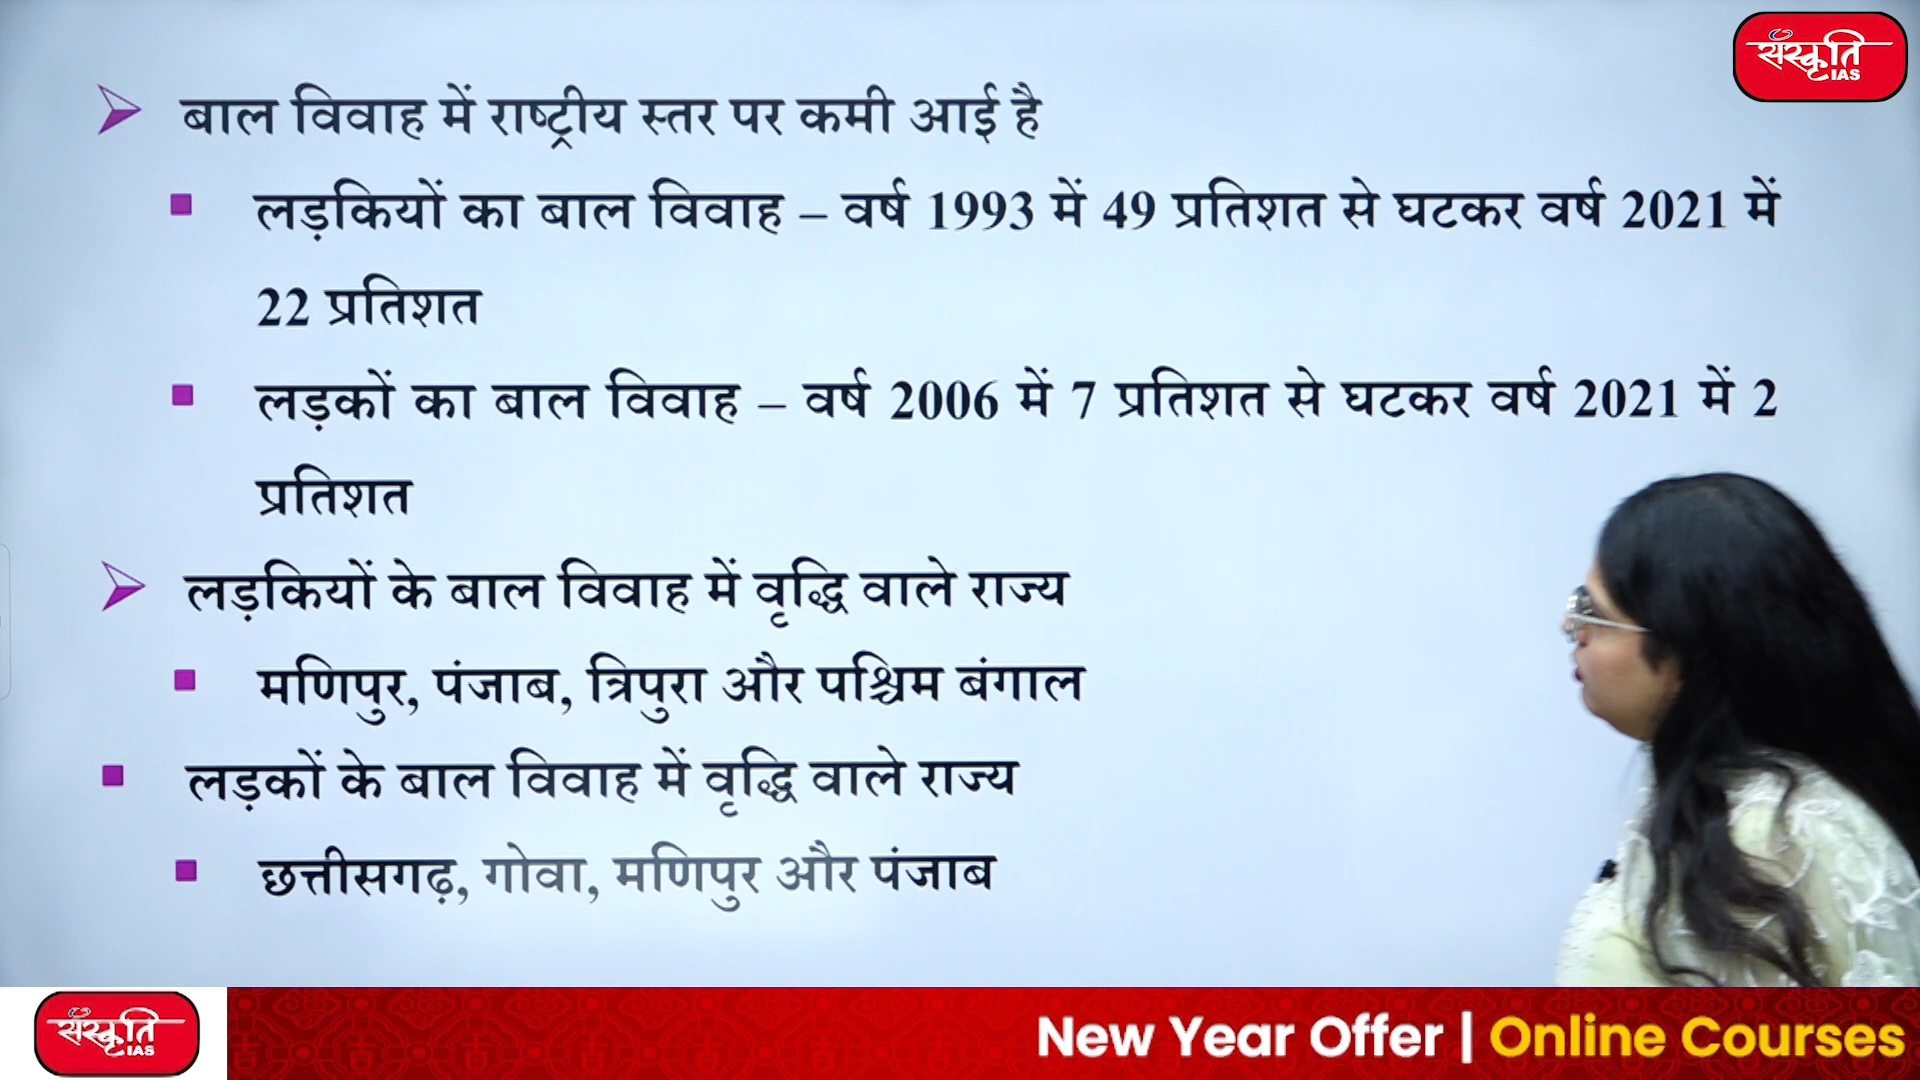 संस्कृति
IAS
बाल विवाह में राष्ट्रीय स्तर पर कमी आई है
लड़कियों का बाल विवाह – वर्ष 1993 में 49 प्रतिशत से घटकर वर्ष 2021 में
22 प्रतिशत
लड़कों का बाल विवाह – वर्ष 2006 में 7 प्रतिशत से घटकर वर्ष 2021 में 2
प्रतिशत
लड़कियों के बाल विवाह में वृद्धि वाले राज्य
मणिपुर, पंजाब, त्रिपुरा और पश्चिम बंगाल
लड़कों के बाल विवाह में वृद्धि वाले राज्य
छत्तीसगढ़, गोवा, मणिपुर और पंजाब
संस्कृति
IAS
New Year Offer | Online Courses